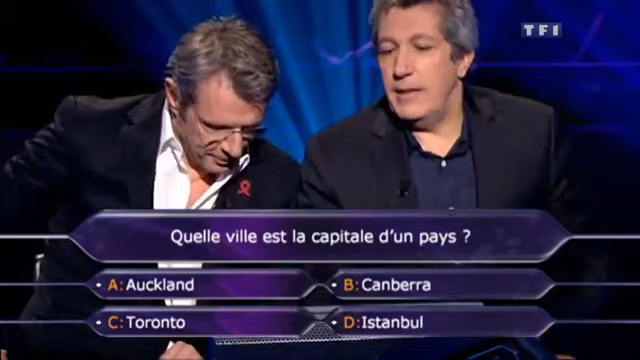 TF1
Quelle ville est la capitale d'un pays ?
A: Auckland
B: Canberra
C: Toronto
D: Istanbul